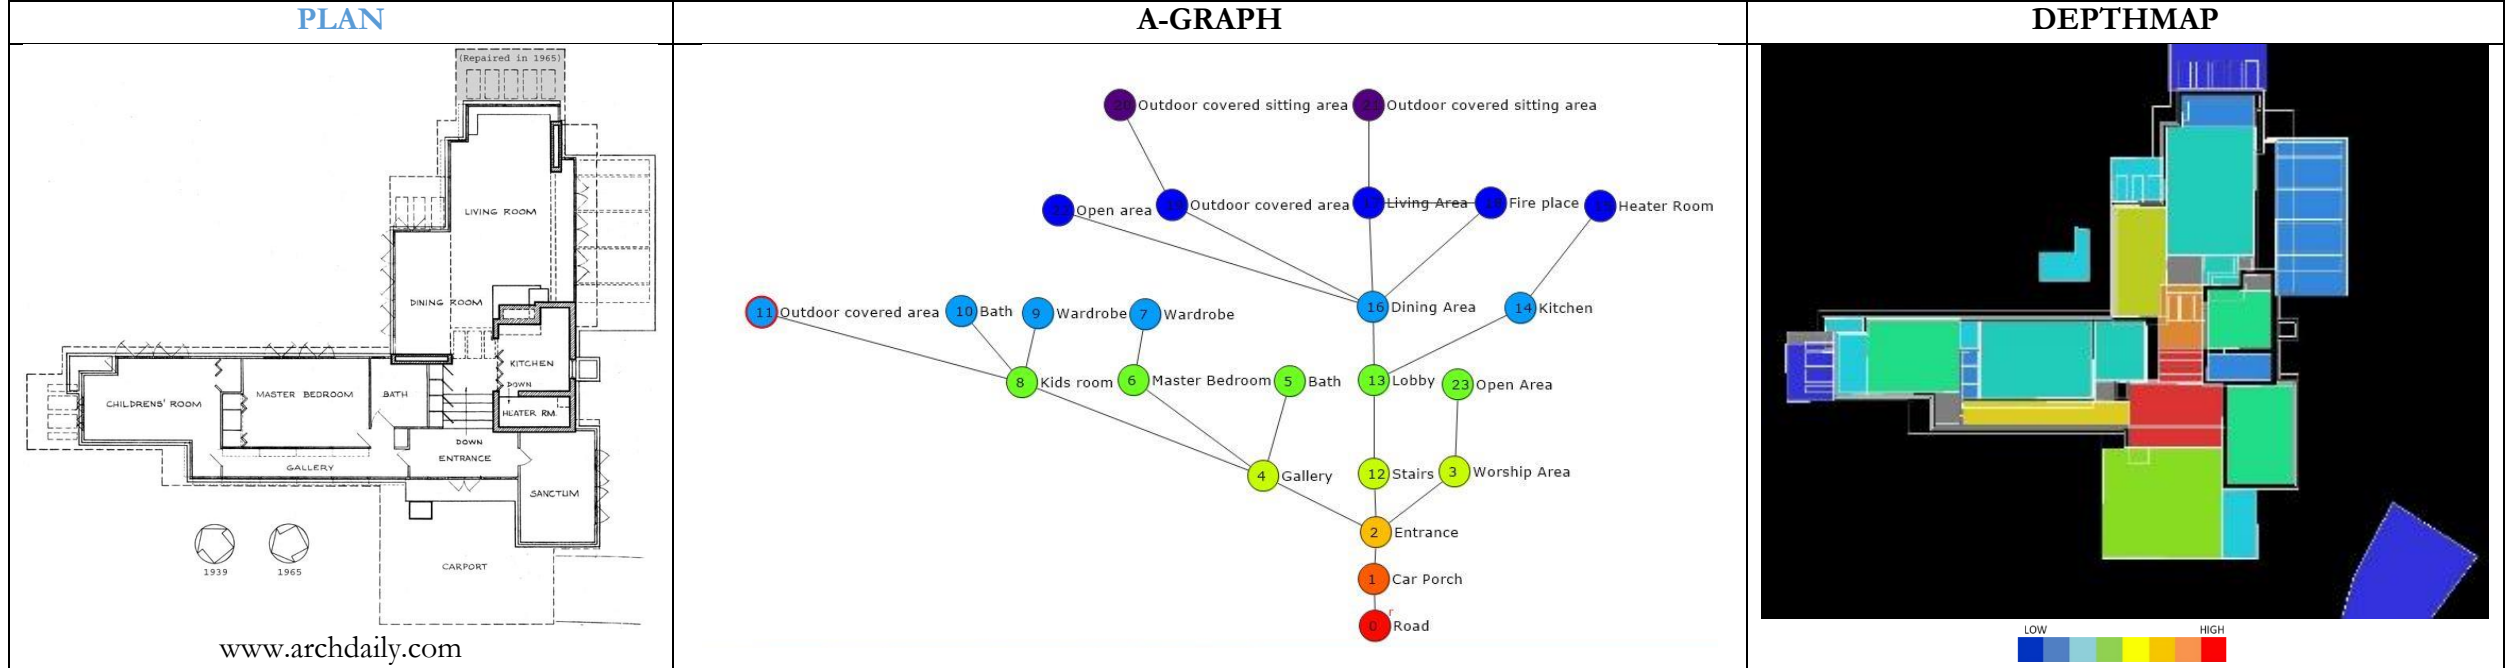 PLAN
A-GRAPH
DEPTHMAP
(Repaired in 1965)
LIVING ROOM
DINING ROOM
KITCHEN
DOWN
HEATER RM.
CHILDRENS' ROOM
MASTER BEDROOM
BATH
DOWN
ENTRANCE
GALLERY
SANCTUM
CARPORT
1939
1965
www.archdaily.com
20 Outdoor covered sitting area
21 Outdoor covered sitting area
Open area
Outdoor covered area
17 Living Area
Fire place
Heater Room
11 Outdoor covered area
10 Bath
9 Wardrobe
7 Wardrobe
16 Dining Area
14 Kitchen
8 Kids room
6 Master Bedroom
5 Bath
13 Lobby
23 Open Area
4 Gallery
12 Stairs
3 Worship Area
2 Entrance
1 Car Porch
r
0 Road
LOW
HIGH